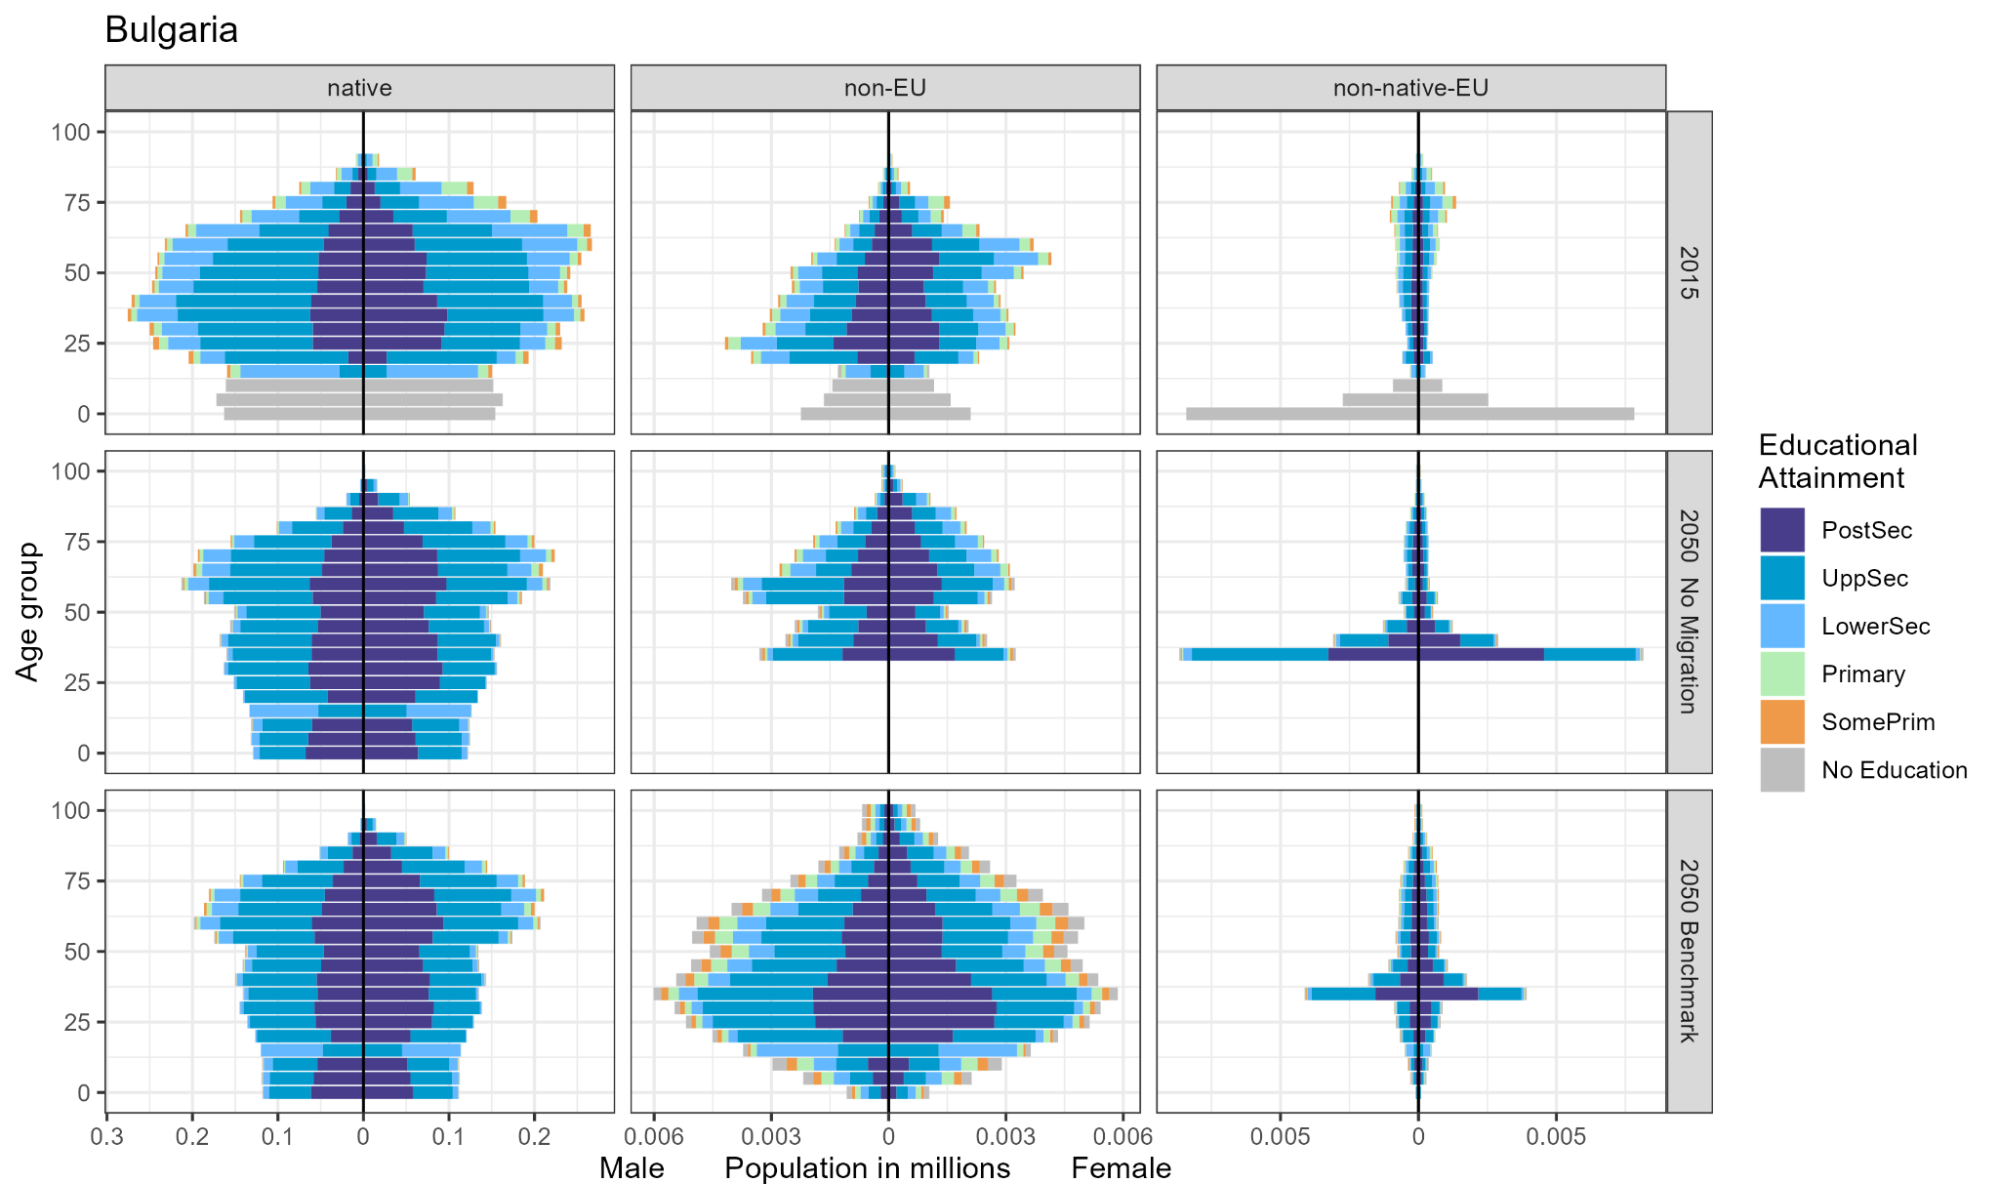 Bulgaria
native
non-EU
non-native-EU
100
75
50
25
0
2015
100
75
50
25
0
2050 No Migration
100
75
50
25
0
2050 Benchmark
Age group
0.3
0.2
0.1
0
0.1
0.2
0.006
0.003
0
0.003
0.006
0.005
0
0.005
Male
Population in millions
Female
Educational
Attainment
PostSec
UppSec
LowerSec
Primary
SomePrim
No Education